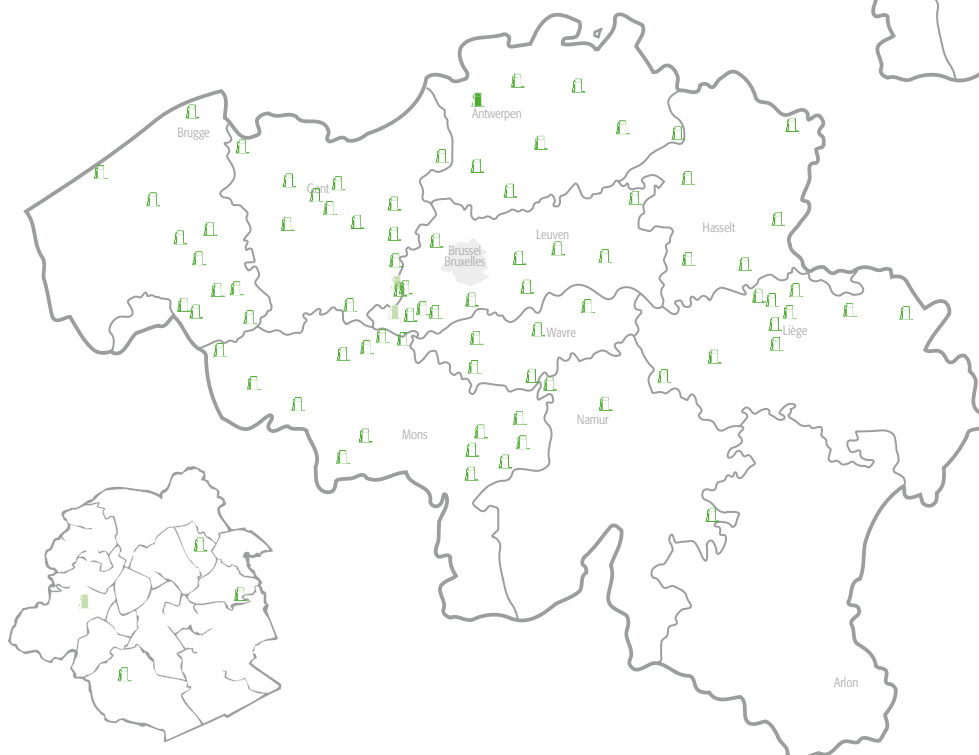 Antwerpen
Brugge
Gent
Hasselt
Leuven
Brussel
Bruxelles
Liège
Wavre
Namur
Mons
Arlon